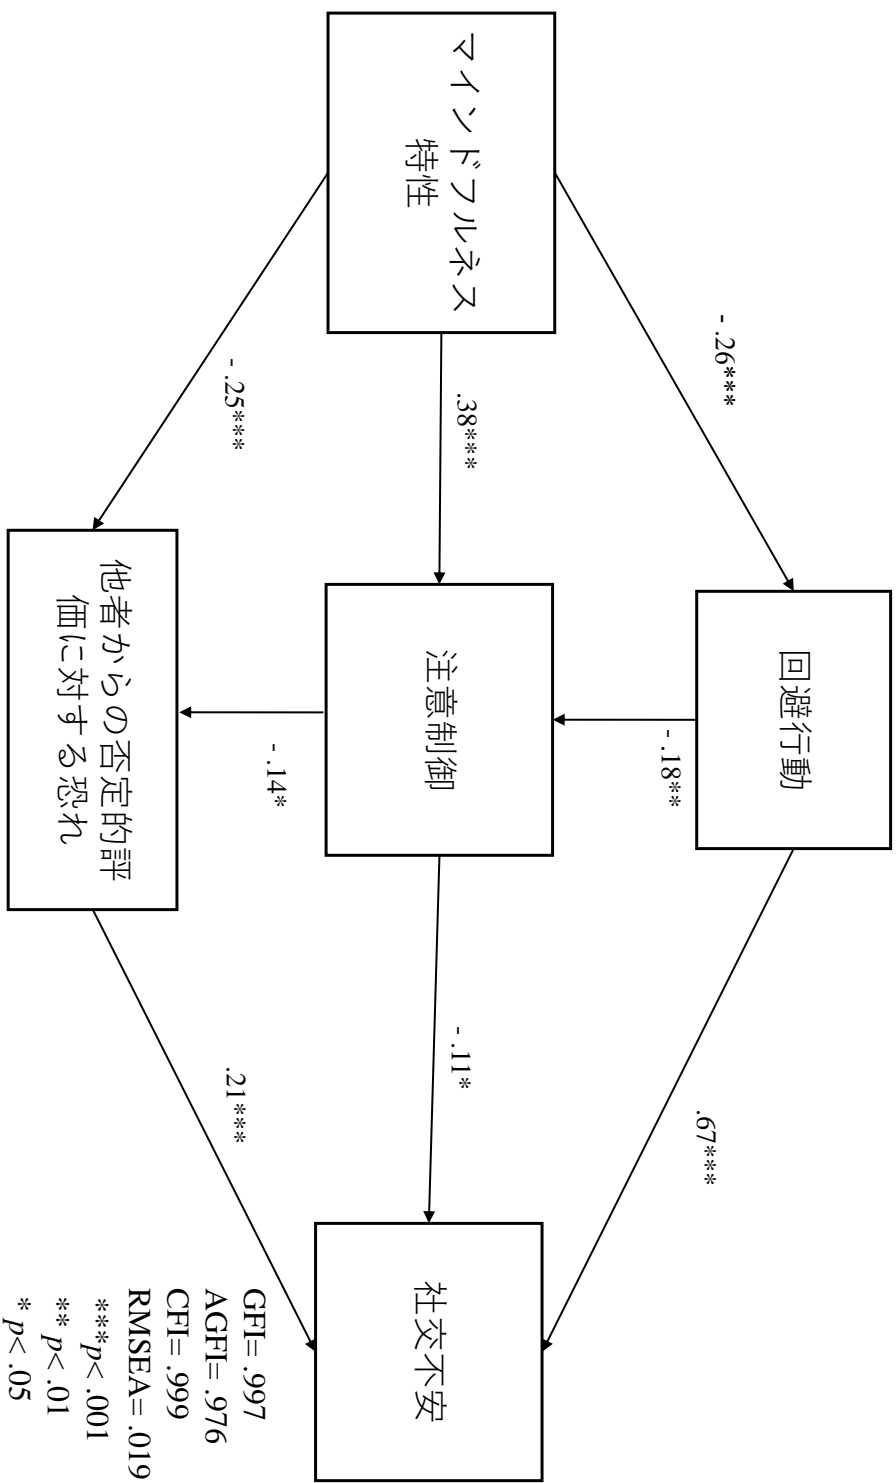 回避行動
- .26***
.67***
- .18**
マインドフルネス
特性
.38***
注意制御
- .11*
社交不安
- .14*
- .25***
.21***
他者からの否定的評
価に対する恐れ
GFI= .997
AGFI= .976
CFI= .999
RMSEA= .019
***p< .001
** p< .01
* p< .05